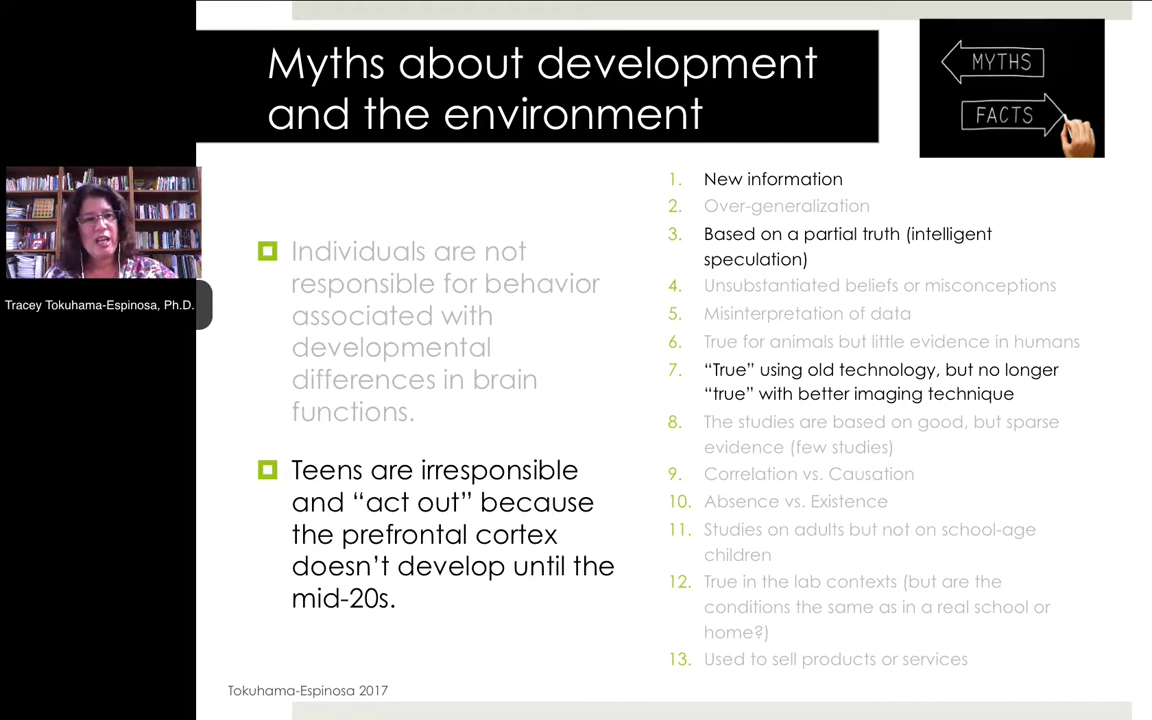 Myths about development
and the environment
MYTHS
FACTS
Tracey Tokuhama-Espinosa, Ph.D.
Individuals are not
responsible for behavior
associated with
developmental
differences in brain
functions.
Teens are irresponsible
and “act out” because
the prefrontal cortex
doesn’t develop until the
mid-20s.
1. New information
2. Over-generalization
3. Based on a partial truth (intelligent
speculation)
4. Unsubstantiated beliefs or misconceptions
5. Misinterpretation of data
6. True for animals but little evidence in humans
7. “True” using old technology, but no longer
“true” with better imaging technique
8. The studies are based on good, but sparse
evidence (few studies)
9. Correlation vs. Causation
10. Absence vs. Existence
11. Studies on adults but not on school-age
children
12. True in the lab contexts (but are the
conditions the same as in a real school or
home?)
13. Used to sell products or services
Tokuhama-Espinosa 2017